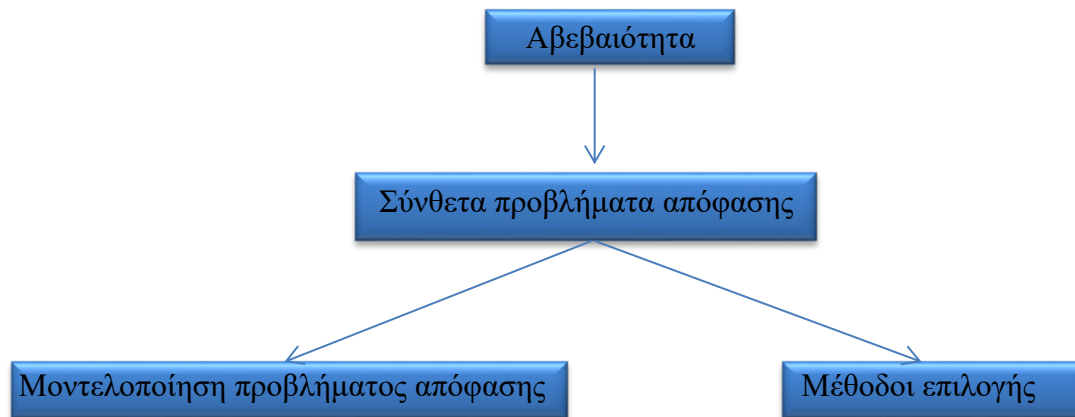 Αβεβαιότητα
Σύνθετα προβλήματα απόφασης
Μοντελοποίηση προβλήματος απόφασης
Μέθοδοι επιλογής